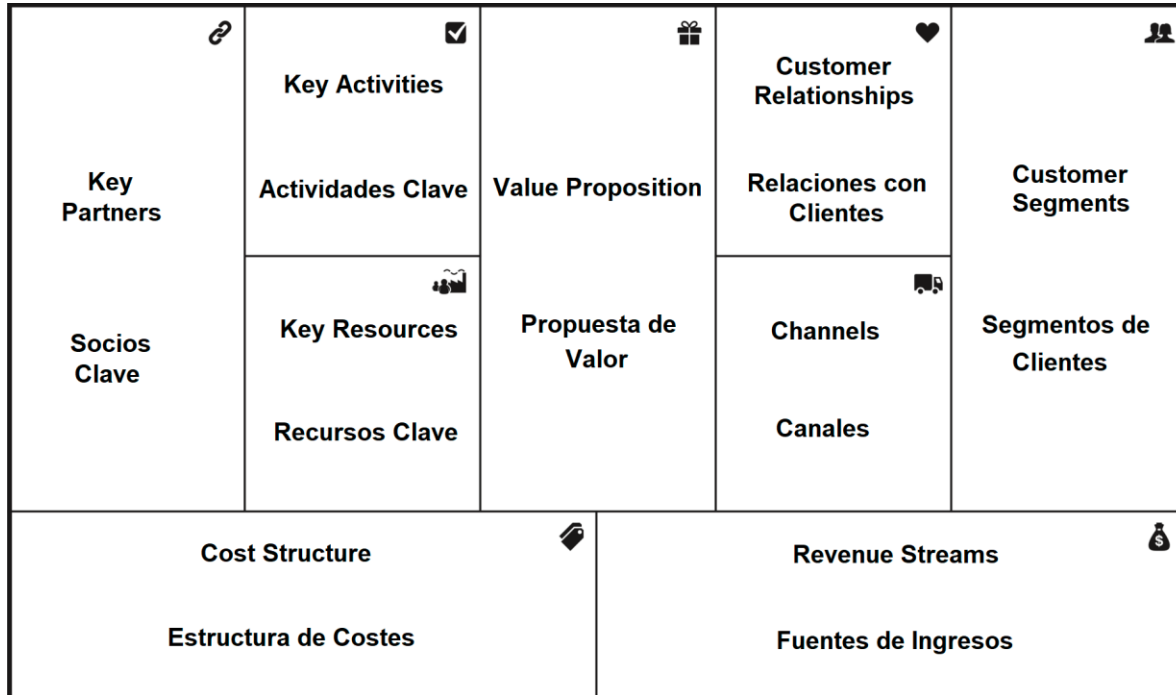 Key
Partners
Socios
Clave
Key Activities
Actividades Clave
Key Resources
Recursos Clave
Value Proposition
Propuesta de
Valor
Customer
Relationships
Relaciones con
Clientes
Channels
Canales
Customer
Segments
Segmentos de
Clientes
Cost Structure
Estructura de Costes
Revenue Streams
Fuentes de Ingresos
$